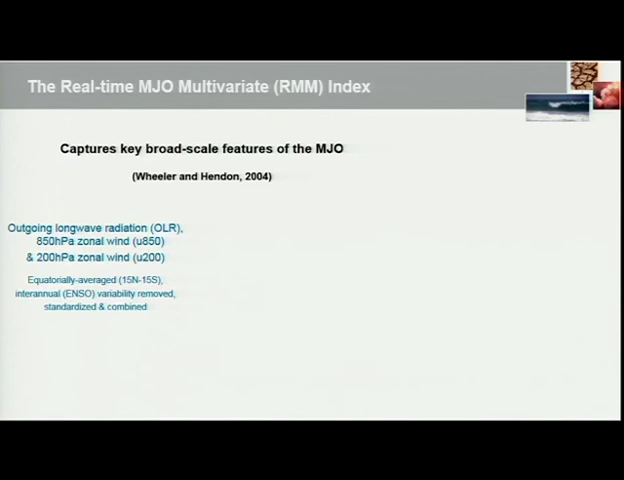 The Real-time MJO Multivariate (RMM) Index
Captures key broad-scale features of the MJO
(Wheeler and Hendon, 2004)
Outgoing longwave radiation (OLR),
850hPa zonal wind (u850)
& 200hPa zonal wind (u200)
Equatorially-averaged (15N-15S),
interannual (ENSO) variability removed,
standardized & combined